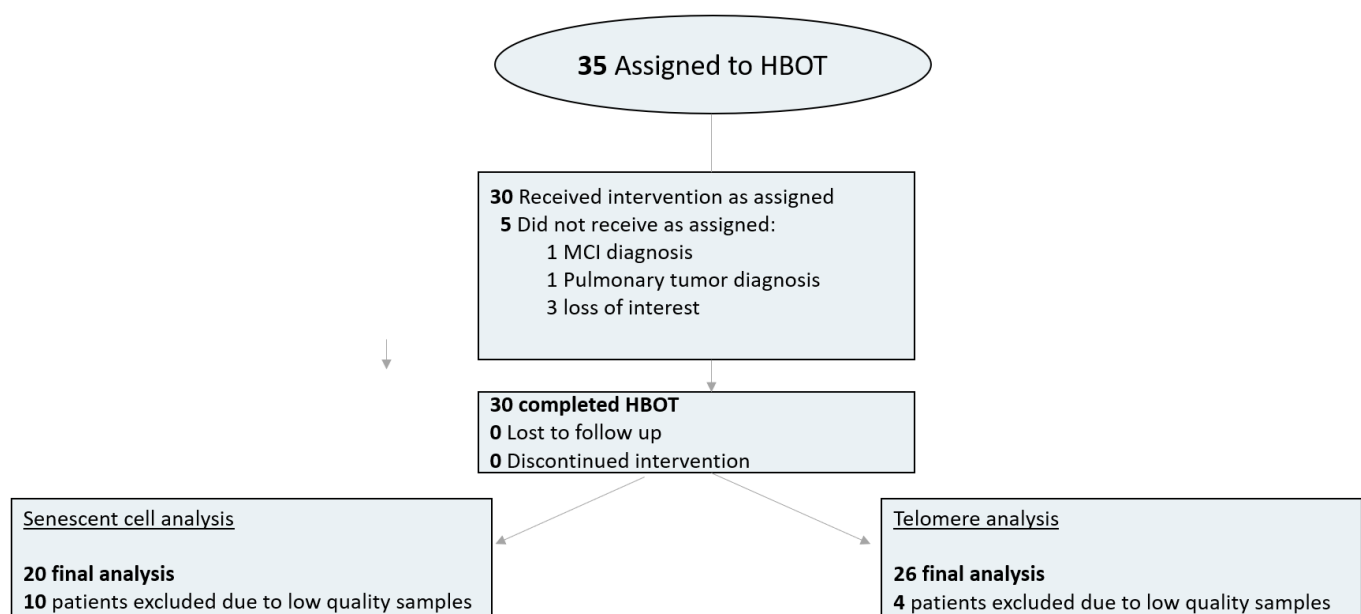 35 Assigned to HBOT
30 Received intervention as assigned
5 Did not receive as assigned:
1 MCI diagnosis
1 Pulmonary tumor diagnosis
3 loss of interest
30 completed HBOT
0 Lost to follow up
0 Discontinued intervention
Senescent cell analysis
20 final analysis
10 patients excluded due to low quality samples
Telomere analysis
26 final analysis
4 patients excluded due to low quality samples